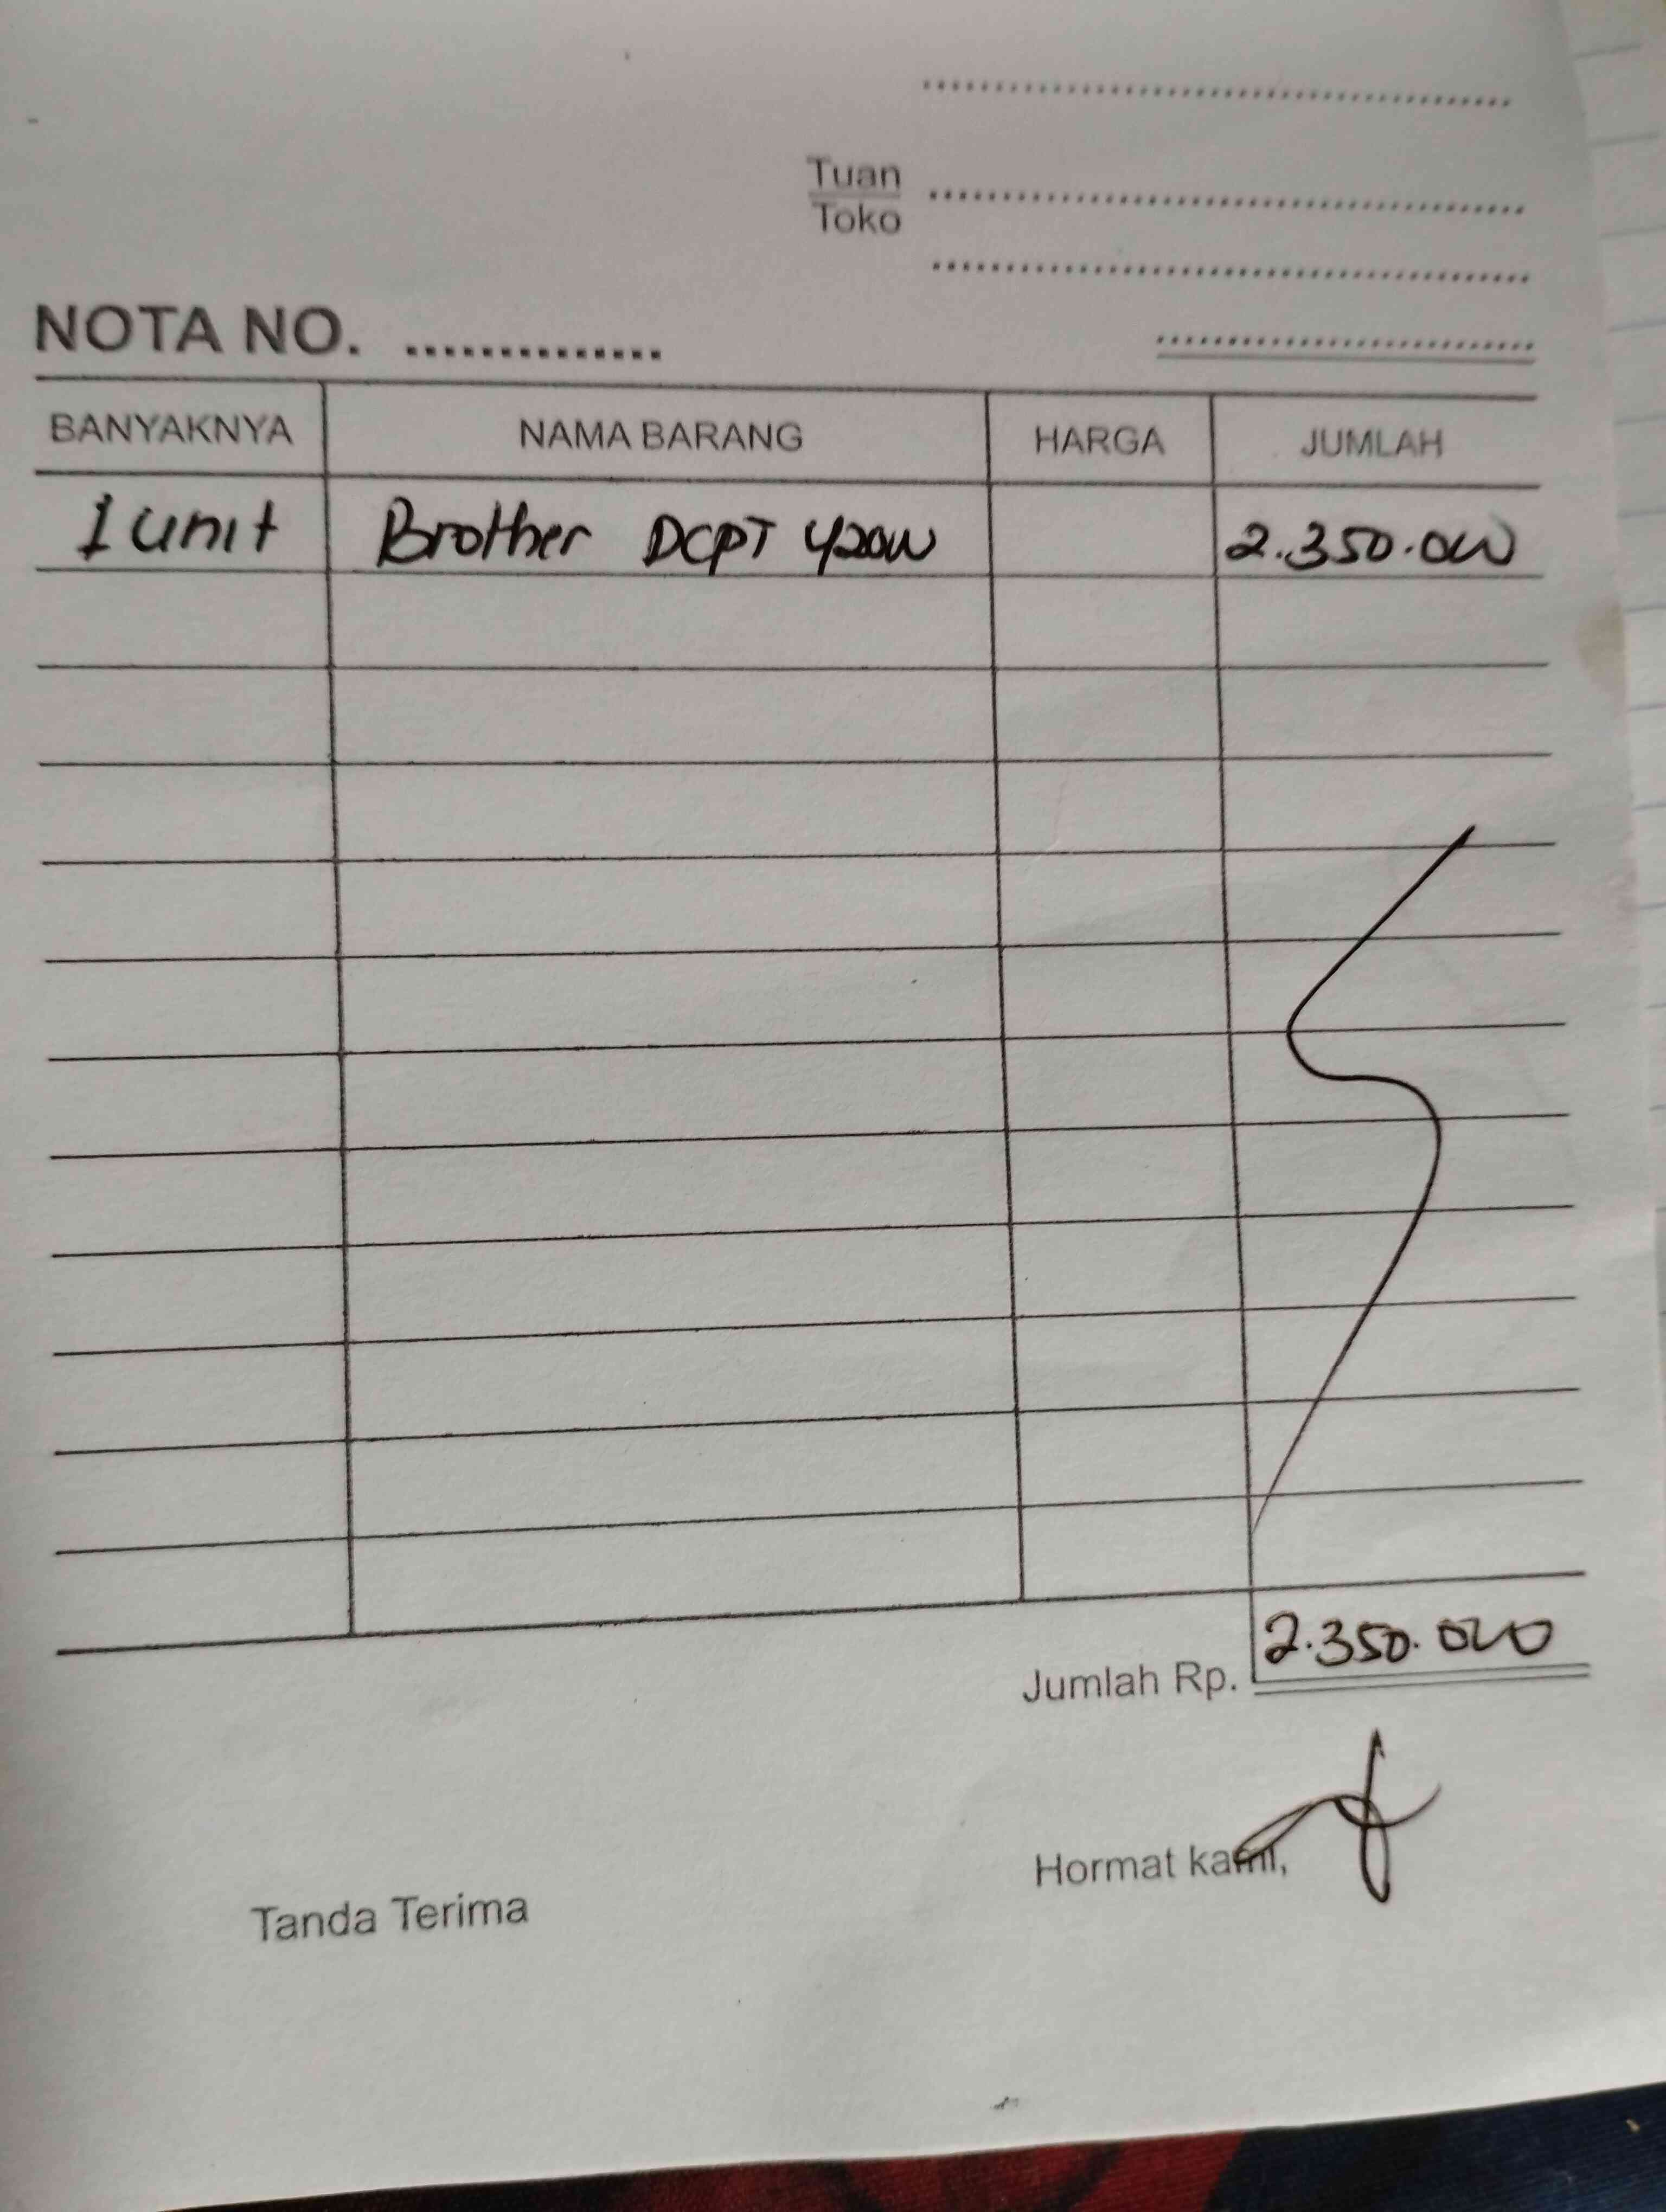 Tuan
Toko
NOTA NO. ..............
BANYAKNYA NAMA BARANG HARGA JUMLAH
1 unit Brother DCPT 420W 2.350.000
Jumlah Rp. 2.350.000
Hormat kami,
Tanda Terima